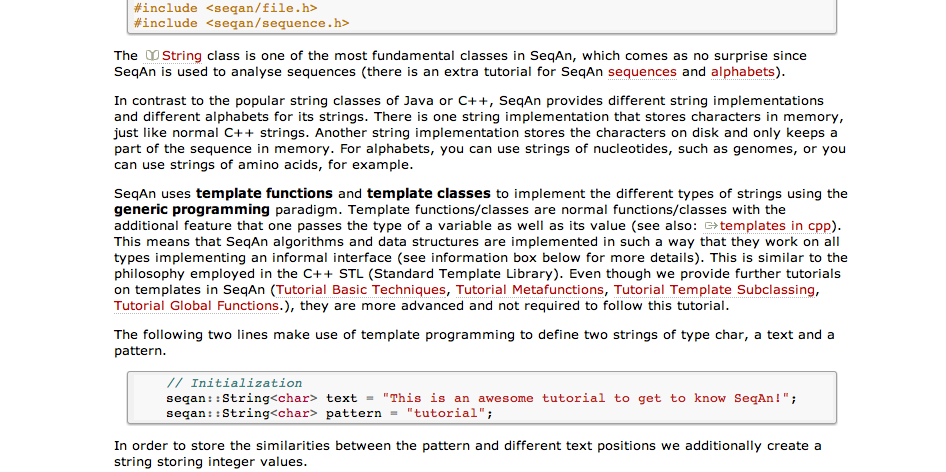 #include <seqan/file.h>
#include <seqan/sequence.h>
The String class is one of the most fundamental classes in SeqAn, which comes as no surprise since
SeqAn is used to analyse sequences (there is an extra tutorial for SeqAn sequences and alphabets).
In contrast to the popular string classes of Java or C++, SeqAn provides different string implementations
and different alphabets for its strings. There is one string implementation that stores characters in memory,
just like normal C++ strings. Another string implementation stores the characters on disk and only keeps a
part of the sequence in memory. For alphabets, you can use strings of nucleotides, such as genomes, or you
can use strings of amino acids, for example.
SeqAn uses template functions and template classes to implement the different types of strings using the
generic programming paradigm. Template functions/classes are normal functions/classes with the
additional feature that one passes the type of a variable as well as its value (see also: templates in cpp).
This means that SeqAn algorithms and data structures are implemented in such a way that they work on all
types implementing an informal interface (see information box below for more details). This is similar to the
philosophy employed in the C++ STL (Standard Template Library). Even though we provide further tutorials
on templates in SeqAn (Tutorial Basic Techniques, Tutorial Metafunctions, Tutorial Template Subclassing,
Tutorial Global Functions.), they are more advanced and not required to follow this tutorial.
The following two lines make use of template programming to define two strings of type char, a text and a
pattern.
// Initialization
seqan::String<char> text = "This is an awesome tutorial to get to know SeqAn!";
seqan::String<char> pattern = "tutorial";
In order to store the similarities between the pattern and different text positions we additionally create a
string storing integer values.